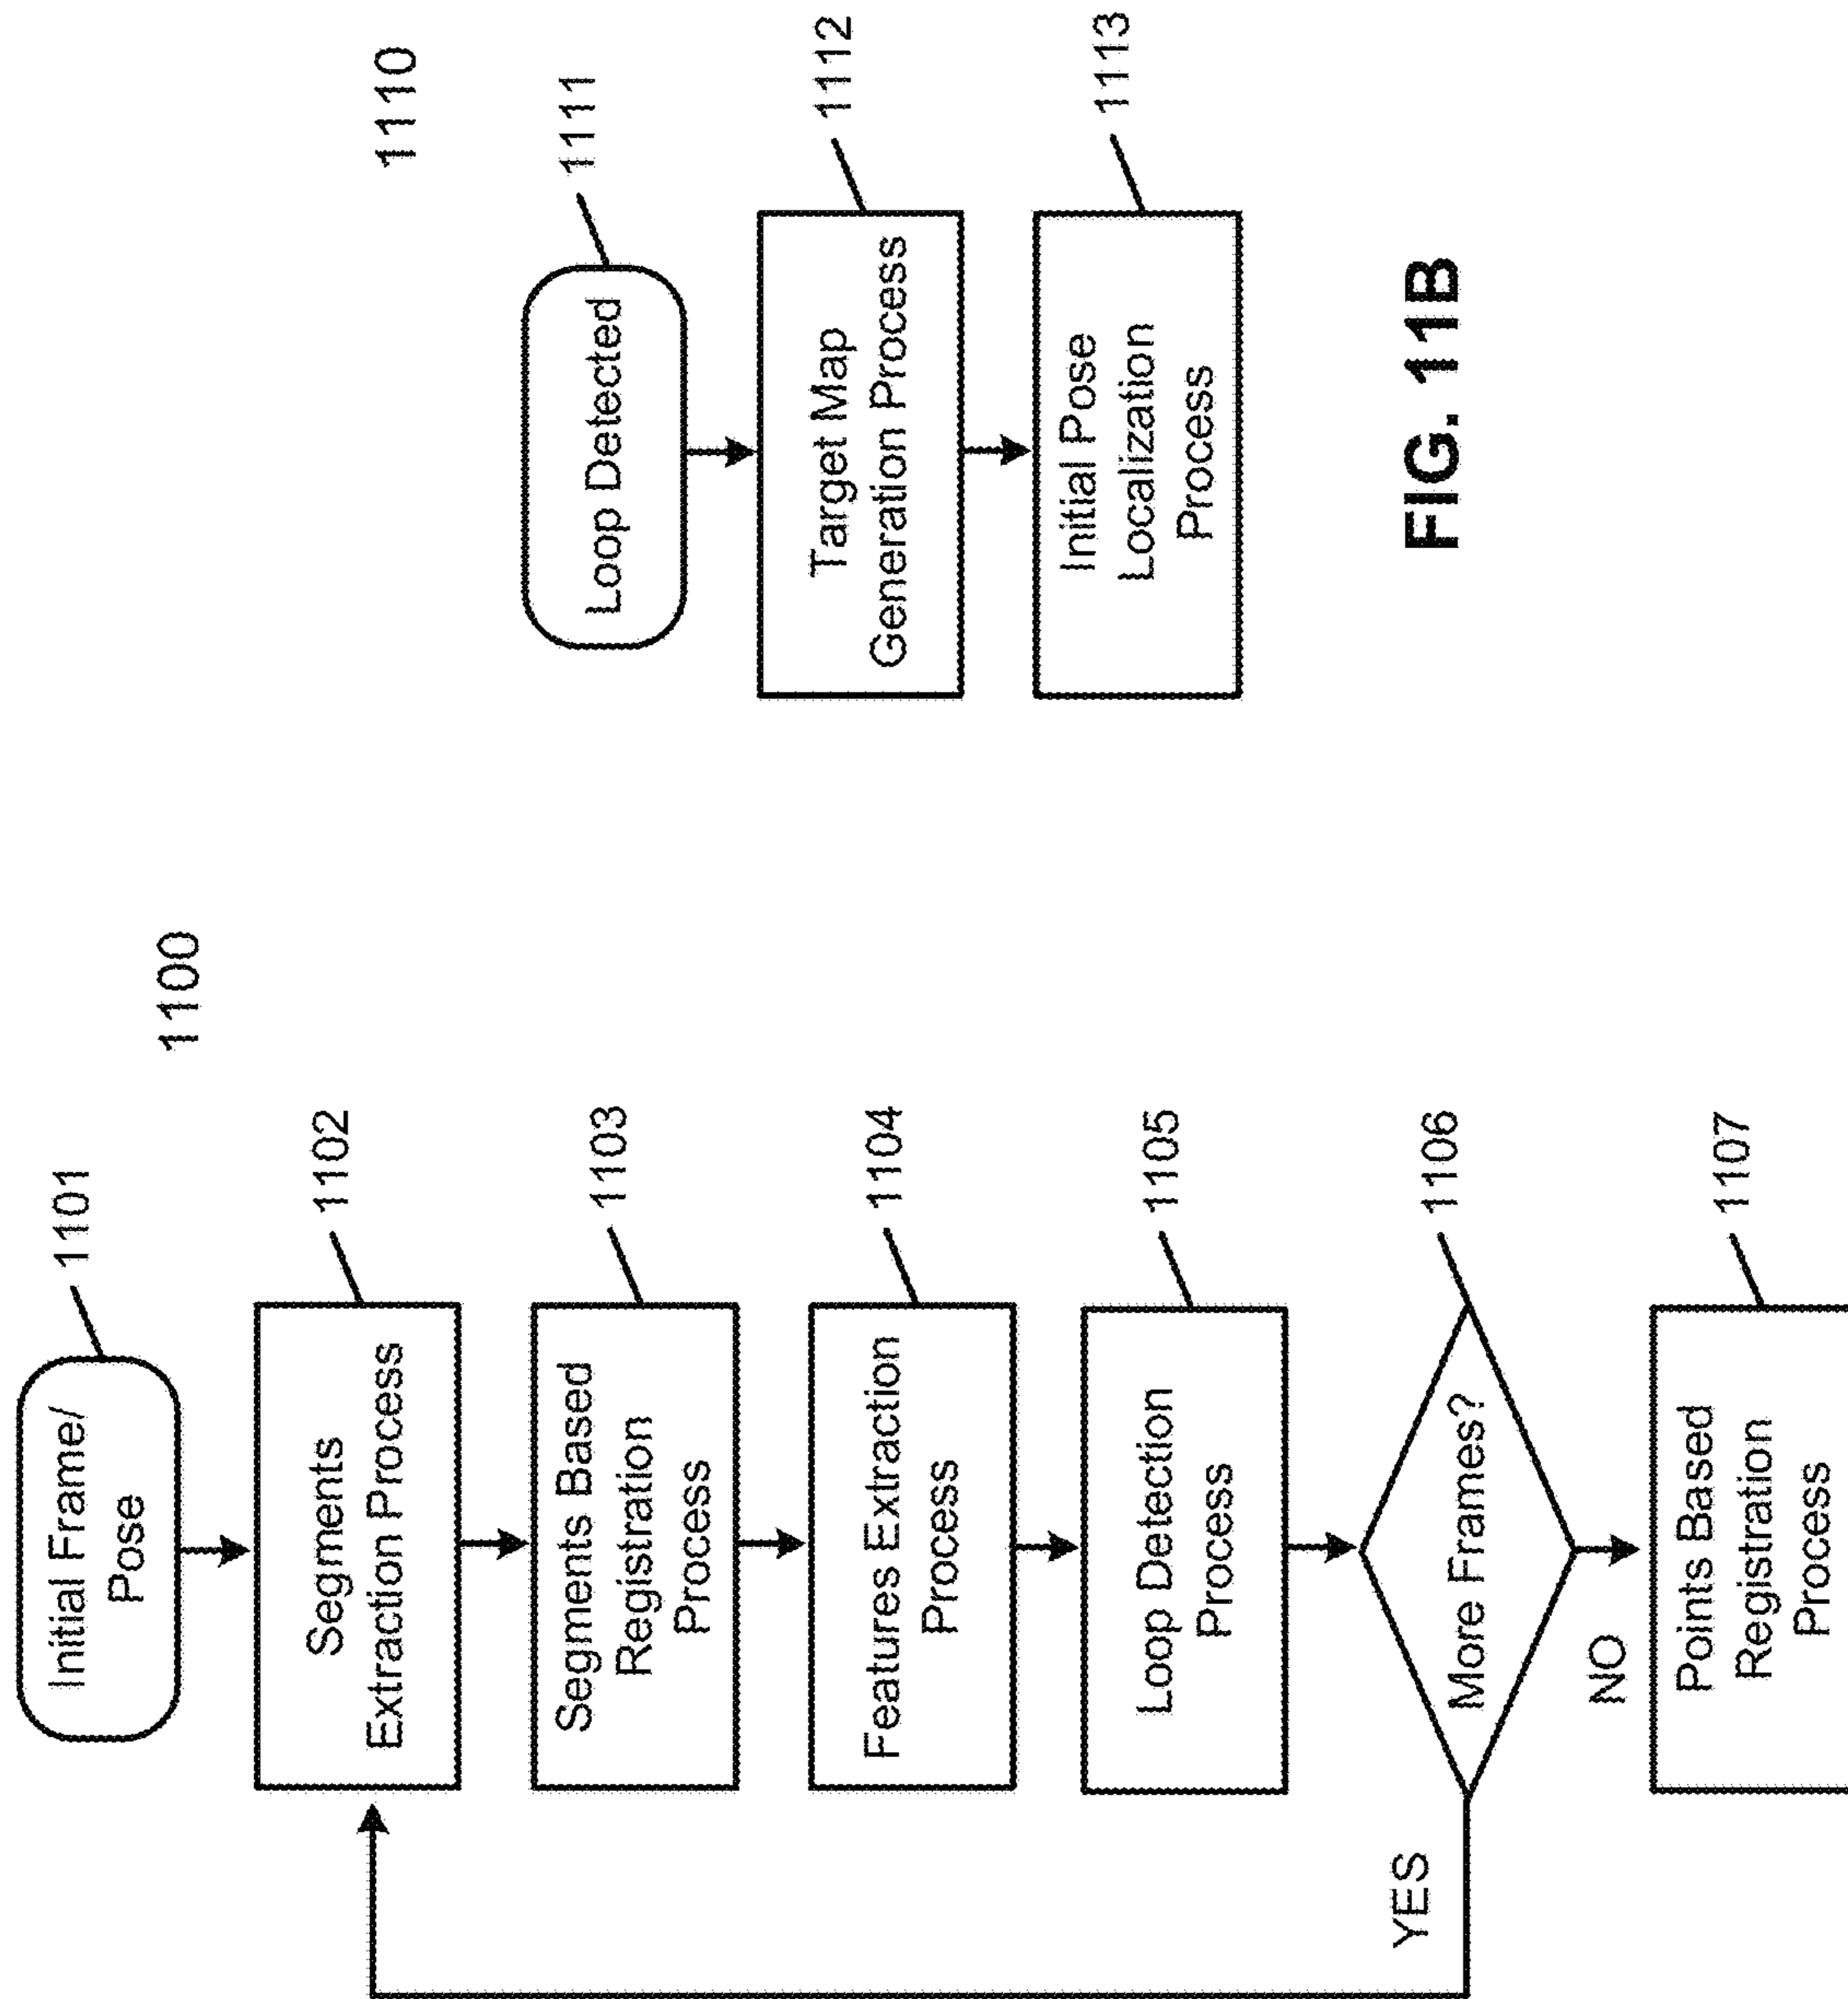 1100
Initial Frame/
Pose
1101
Segments
Extraction Process
1102
Segments Based
Registration
Process
1103
Features Extraction
Process
1104
Loop Detection
Process
1105
More Frames?
1106
YES
NO
Points Based
Registration
Process
1107
1110
Loop Detected
1111
Target Map
Generation Process
1112
Initial Pose
Localization
Process
1113
FIG. 11B